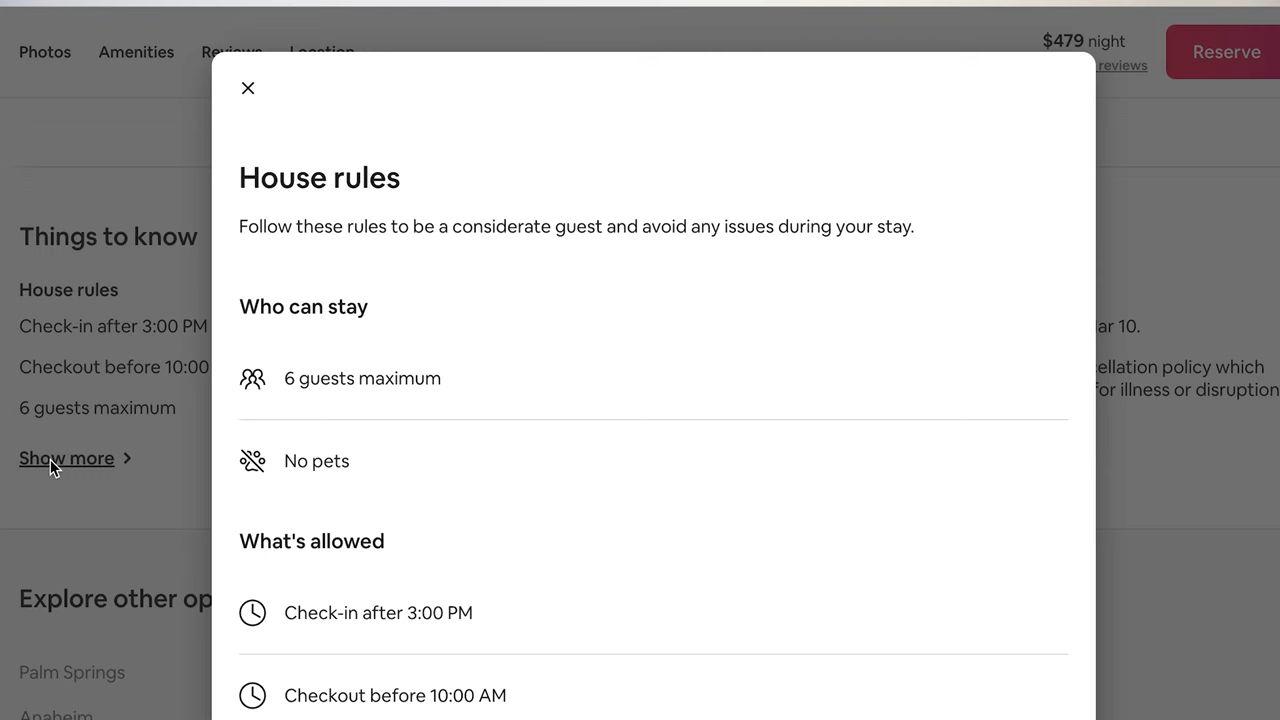 Photos Amenities Reviews Location
$479 night
reviews
Reserve
House rules
Follow these rules to be a considerate guest and avoid any issues during your stay.
Who can stay
6 guests maximum
No pets
What's allowed
Check-in after 3:00 PM
Checkout before 10:00 AM
Things to know
House rules
Check-in after 3:00 PM
Checkout before 10:00
6 guests maximum
Show more
ar 10.
ellation policy which
for illness or disruption
Explore other op
Palm Springs
Anaheim